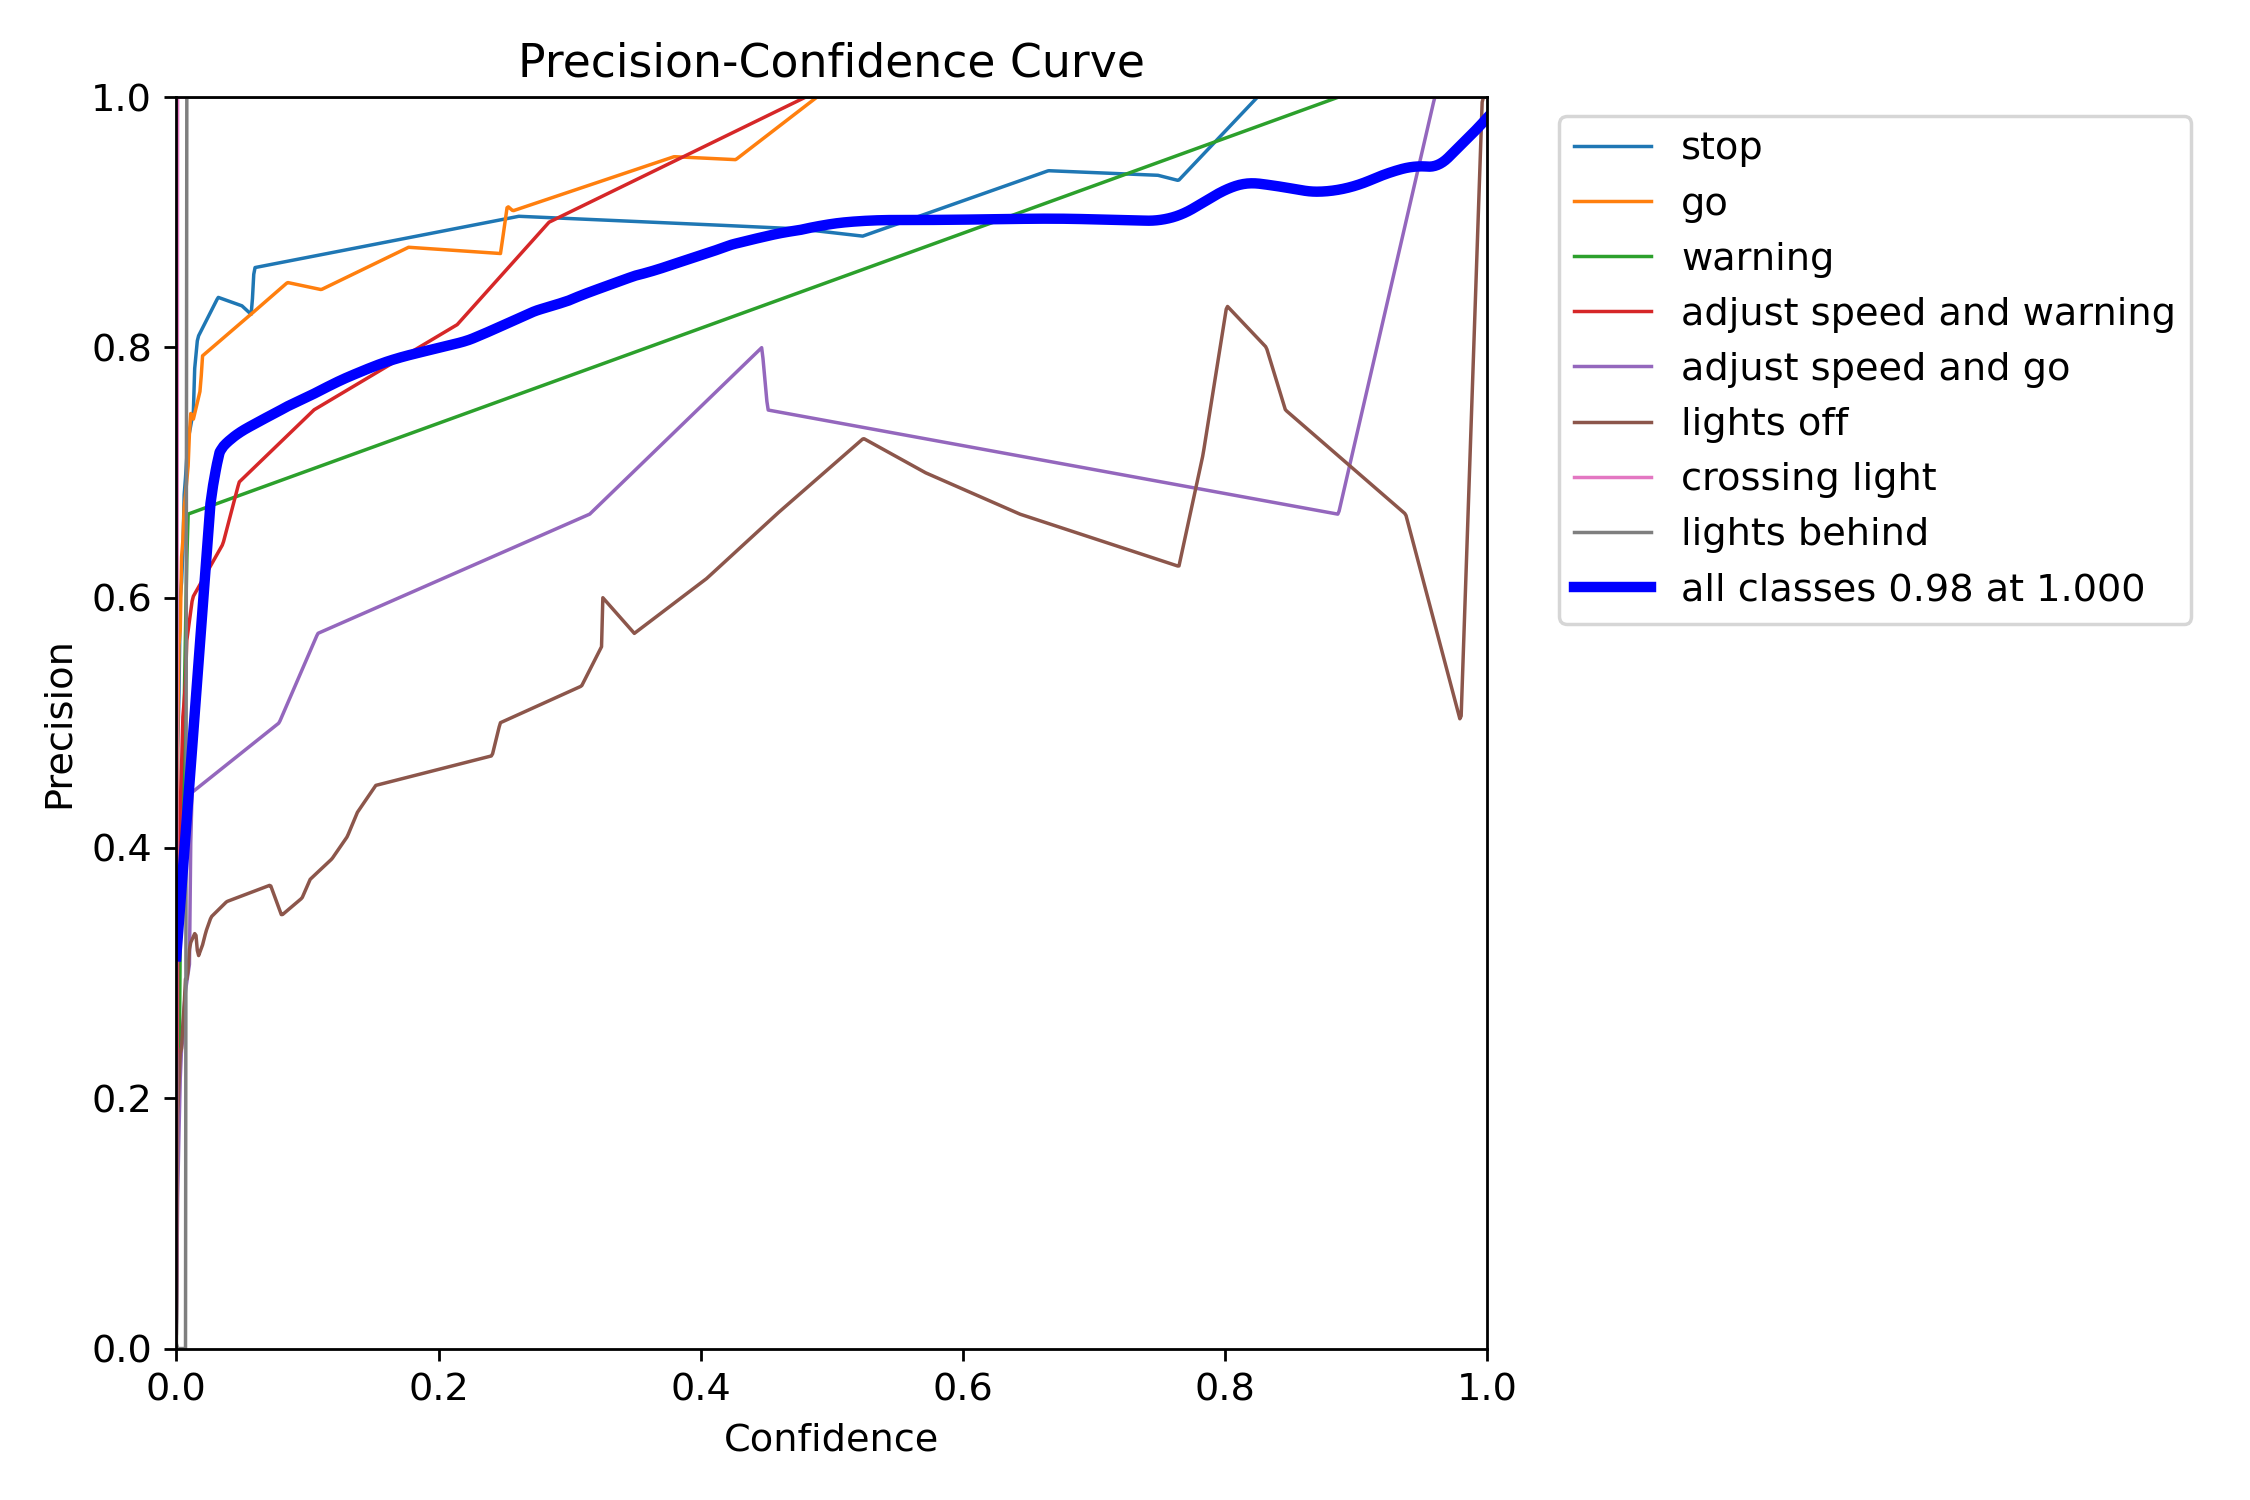 Precision-Confidence Curve
1.0
0.8
0.6
0.4
0.2
0.0
Precision
0.0 0.2 0.4 0.6 0.8 1.0
Confidence
stop
go
warning
adjust speed and warning
adjust speed and go
lights off
crossing light
lights behind
all classes 0.98 at 1.000